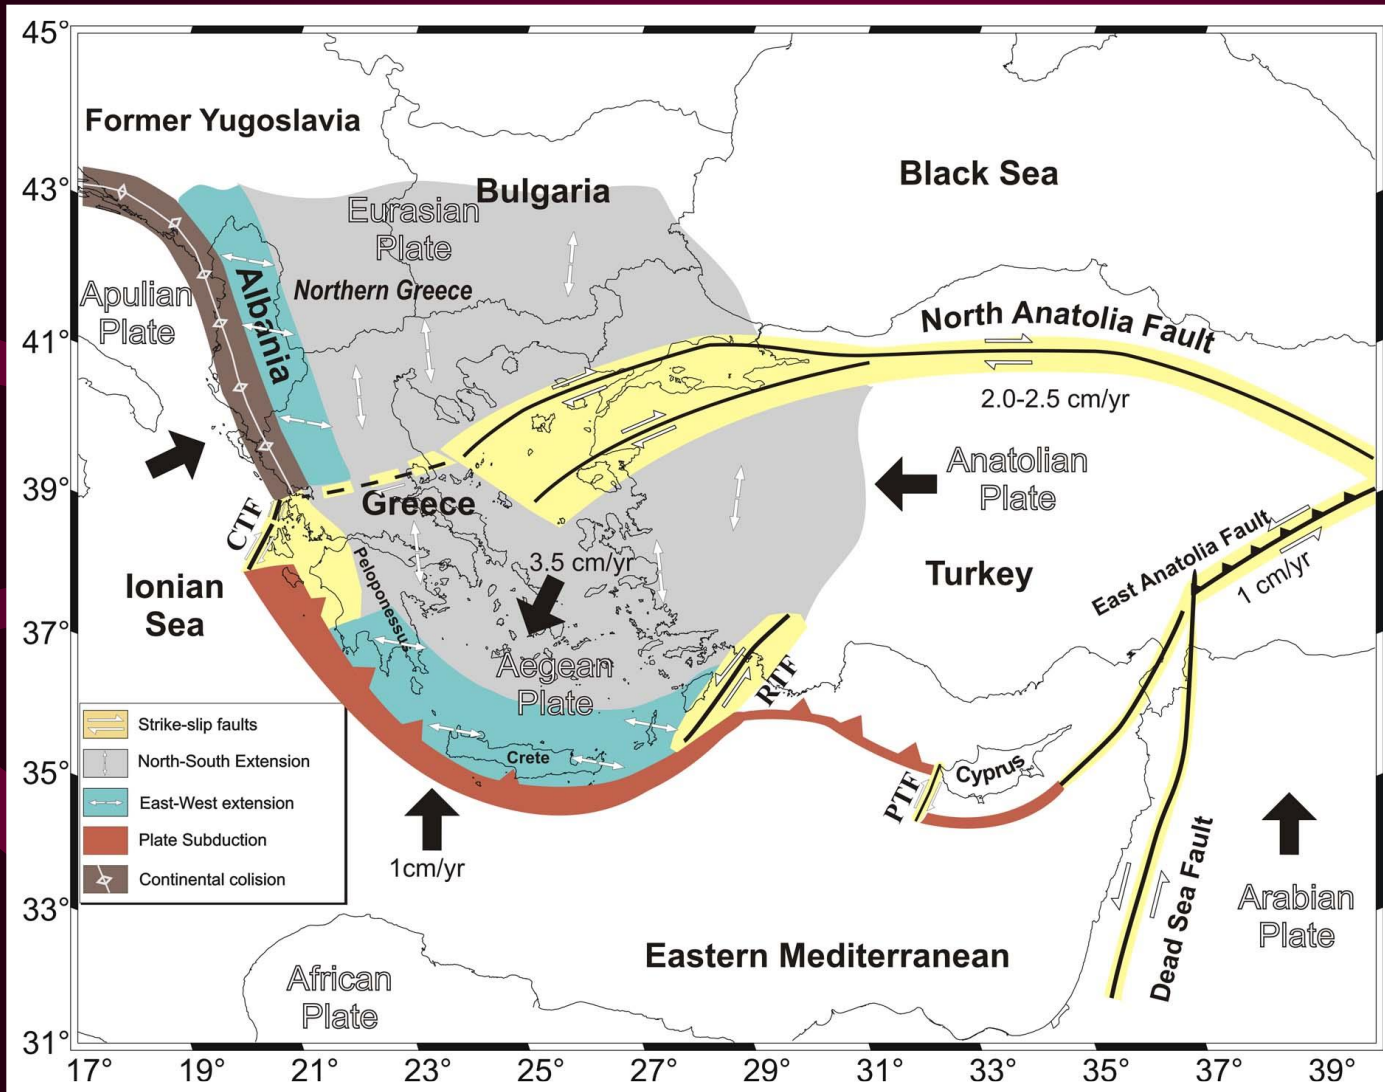 45°
43°
41°
39°
37°
35°
33°
31°
17°
19°
21°
23°
25°
27°
29°
31°
33°
35°
37°
39°
Former Yugoslavia
Bulgaria
Black Sea
Eurasian
Plate
Northern Greece
Apulian
Plate
Albania
North Anatolia Fault
2.0-2.5 cm/yr
Anatolian
Plate
Greece
CTF
Ionian
Sea
Peloponessus
3.5 cm/yr
Turkey
East Anatolia Fault
1 cm/yr
Aegean
Plate
RTF
Crete
PTF
Cyprus
1cm/yr
Dead Sea Fault
Arabian
Plate
Eastern Mediterranean
African
Plate
Strike-slip faults
North-South Extension
East-West extension
Plate Subduction
Continental colision